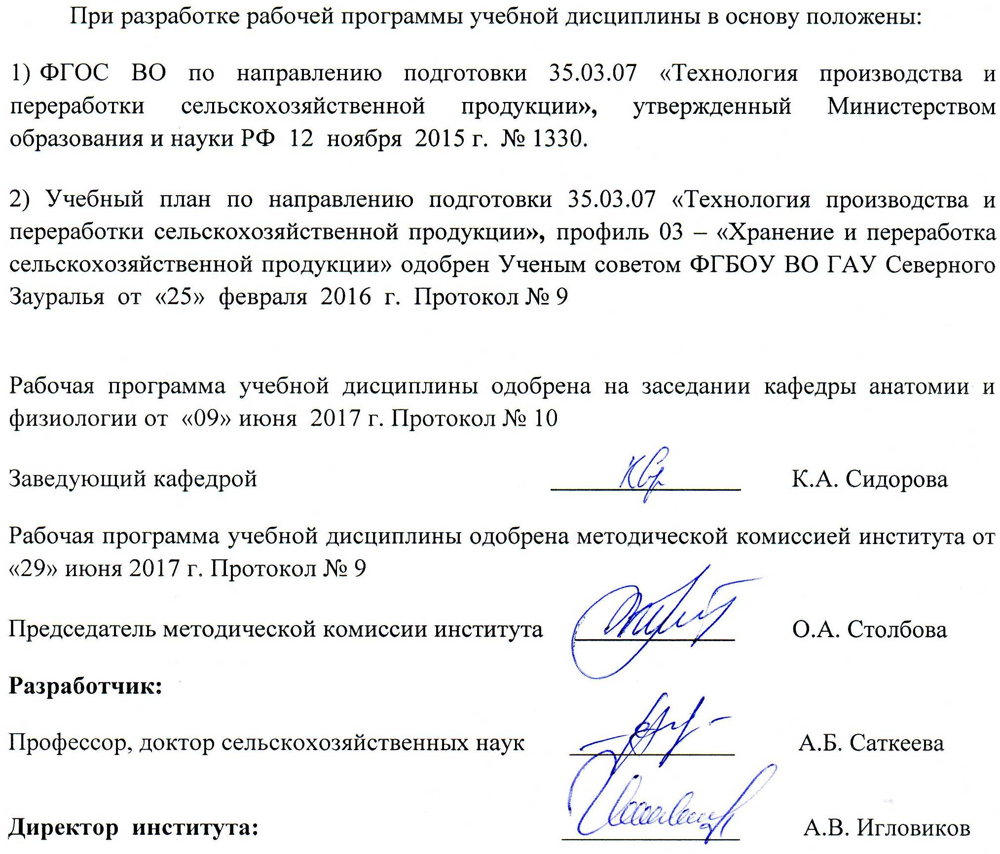 При разработке рабочей программы учебной дисциплины в основу положены:
1) ФГОС ВО по направлению подготовки 35.03.07 «Технология производства и
переработки сельскохозяйственной продукции», утвержденный Министерством
образования и науки РФ 12 ноября 2015 г. № 1330.
2) Учебный план по направлению подготовки 35.03.07 «Технология производства и
переработки сельскохозяйственной продукции», профиль 03 – «Хранение и переработка
сельскохозяйственной продукции» одобрен Ученым советом ФГБОУ ВО ГАУ Северного
Зауралья от «25» февраля 2016 г. Протокол № 9
Рабочая программа учебной дисциплины одобрена на заседании кафедры анатомии и
физиологии от «09» июня 2017 г. Протокол № 10
Заведующий кафедрой К.А. Сидорова
Рабочая программа учебной дисциплины одобрена методической комиссией института от
«29» июня 2017 г. Протокол № 9
Председатель методической комиссии института О.А. Столбова
Разработчик:
Профессор, доктор сельскохозяйственных наук А.Б. Саткеева
Директор института: А.В. Игловиков